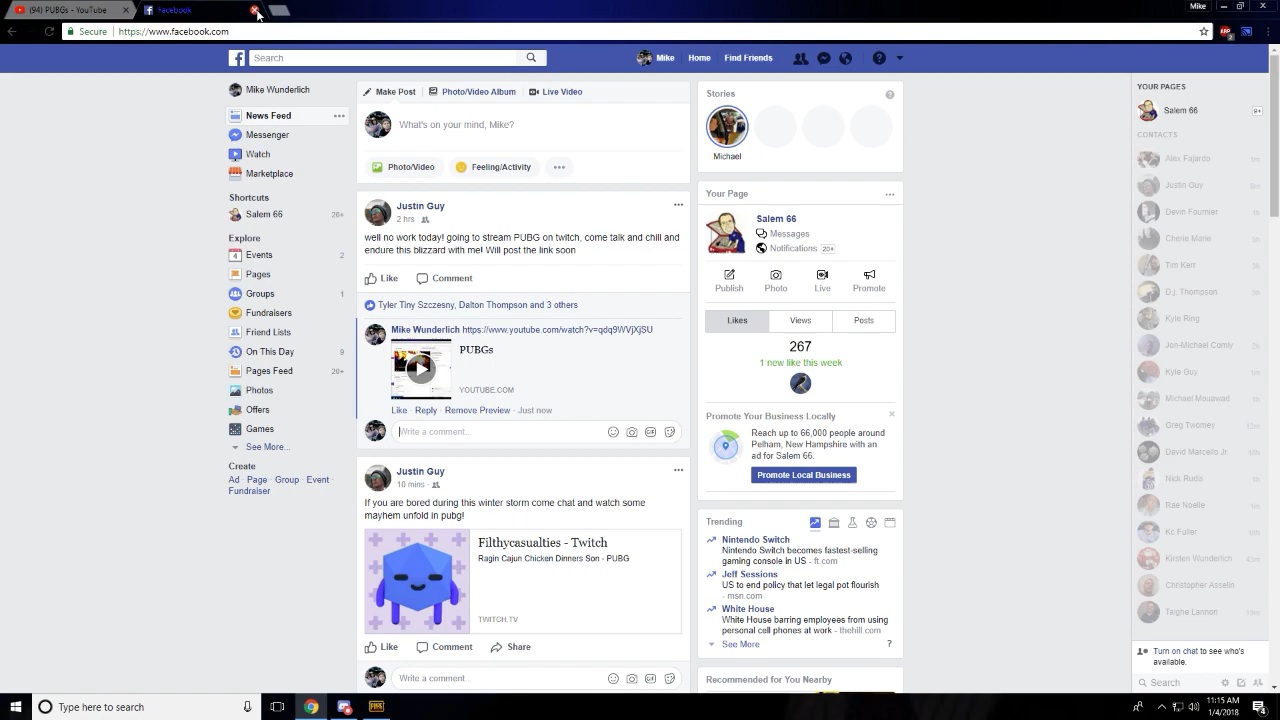 (94) PUBGs - YouTube
Facebook
Mike
Secure
https://www.facebook.com
Search
Mike
Home
Find Friends
Mike Wunderlich
News Feed
Messenger
Watch
Marketplace
Shortcuts
Salem 66
20+
Explore
Events
2
Pages
Groups
1
Fundraisers
Friend Lists
On This Day
9
Pages Feed
20+
Photos
Offers
Games
See More...
Create
Ad · Page · Group · Event ·
Fundraiser
Make Post
Photo/Video Album
Live Video
What's on your mind, Mike?
Photo/Video
Feeling/Activity
Justin Guy
2 hrs
well no work today! going to stream PUBG on twitch, come talk and chill and
endure this blizzard with me! Will post the link soon
Like
Comment
Tyler Tiny Szczesny, Dalton Thompson and 3 others
Mike Wunderlich https://www.youtube.com/watch?v=qdq9WVjXjSU
PUBGs
YOUTUBE.COM
Like · Reply · Remove Preview · Just now
Write a comment...
Justin Guy
10 mins
If you are bored during this winter storm come chat and watch some
mayhem unfold in pubg!
Filthycasualties - Twitch
Ragin Cajun Chicken Dinners Son - PUBG
TWITCH.TV
Like
Comment
Share
Write a comment...
Stories
Michael
Your Page
Salem 66
Messages
Notifications 20+
Publish
Photo
Live
Promote
Likes
Views
Posts
267
1 new like this week
Promote Your Business Locally
Reach up to 66,000 people around
Pelham, New Hampshire with an
ad for Salem 66.
Promote Local Business
Trending
Nintendo Switch
Nintendo Switch becomes fastest-selling
gaming console in US - ft.com
Jeff Sessions
US to end policy that let legal pot flourish
- msn.com
White House
White House barring employees from using
personal cell phones at work - thehill.com
See More
?
Recommended for You Nearby
YOUR PAGES
Salem 66
9+
CONTACTS
Alex Fajardo
Justin Guy
Devin Fournier
Cherie Marie
Tim Kerr
D.j. Thompson
Kyle Ring
Jon-Michael Comly
Kyle Guy
Michael Mouawad
Greg Twomey
David Marcello Jr
Nick Rudis
Rae Noelle
Kc Fuller
Kirsten Wunderlich
Christopher Asselin
Taighe Lannon
Turn on chat to see who's
available.
Search
Type here to search
11:15 AM
1/4/2018